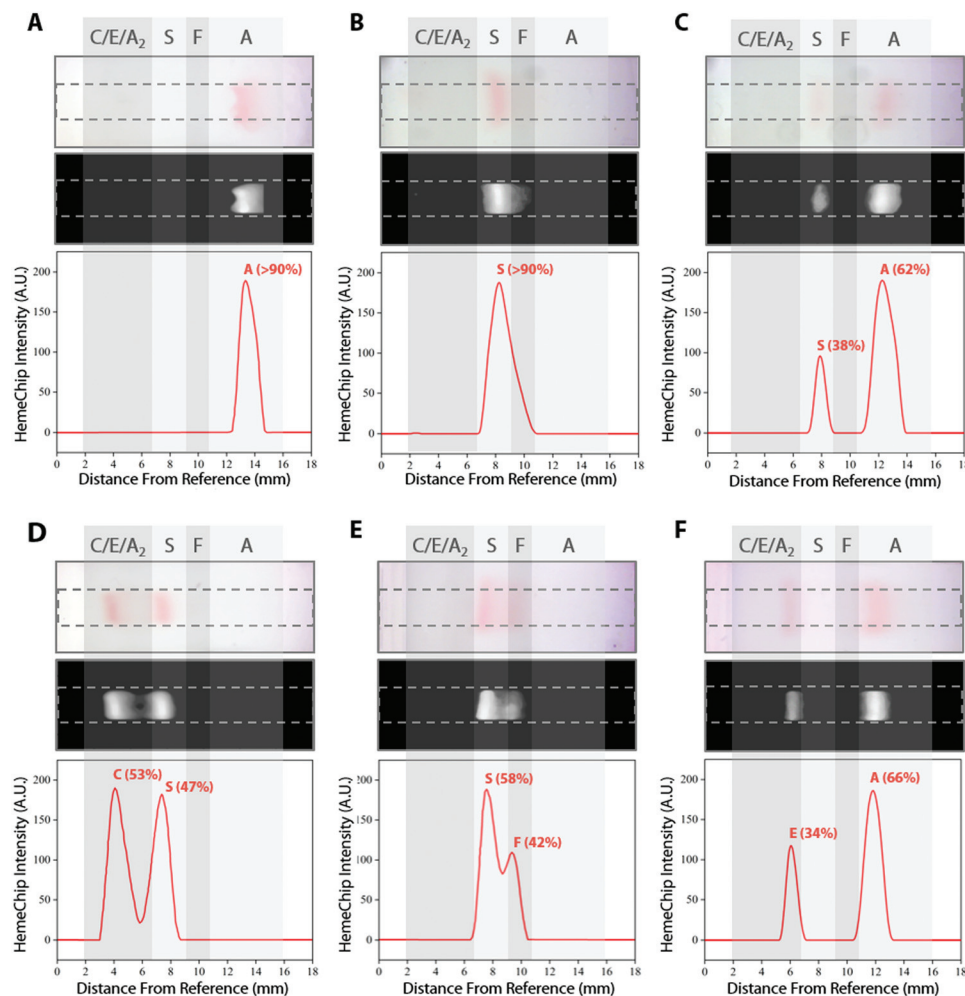 A
C/E/A₂ S F A
HemeChip Intensity (A.U.)
200
150
100
50
0
A (>90%)
0 2 4 6 8 10 12 14 16 18
Distance From Reference (mm)
B
C/E/A₂ S F A
HemeChip Intensity (A.U.)
200
150
100
50
0
S (>90%)
0 2 4 6 8 10 12 14 16 18
Distance From Reference (mm)
C
C/E/A₂ S F A
HemeChip Intensity (A.U.)
200
150
100
50
0
S (38%)
A (62%)
0 2 4 6 8 10 12 14 16 18
Distance From Reference (mm)
D
C/E/A₂ S F A
HemeChip Intensity (A.U.)
200
150
100
50
0
C (53%)
S (47%)
0 2 4 6 8 10 12 14 16 18
Distance From Reference (mm)
E
C/E/A₂ S F A
HemeChip Intensity (A.U.)
200
150
100
50
0
S (58%)
F (42%)
0 2 4 6 8 10 12 14 16 18
Distance From Reference (mm)
F
C/E/A₂ S F A
HemeChip Intensity (A.U.)
200
150
100
50
0
E (34%)
A (66%)
0 2 4 6 8 10 12 14 16 18
Distance From Reference (mm)